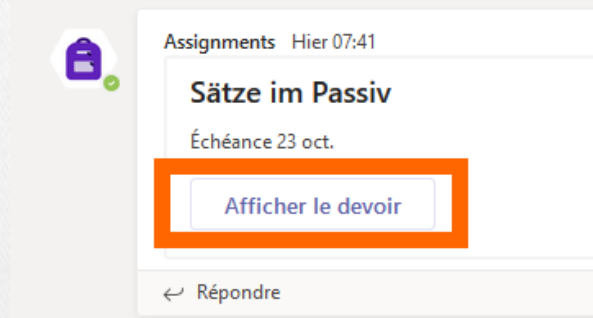 Assignments Hier 07:41
Sätze im Passiv
Échéance 23 oct.
Afficher le devoir
Répondre